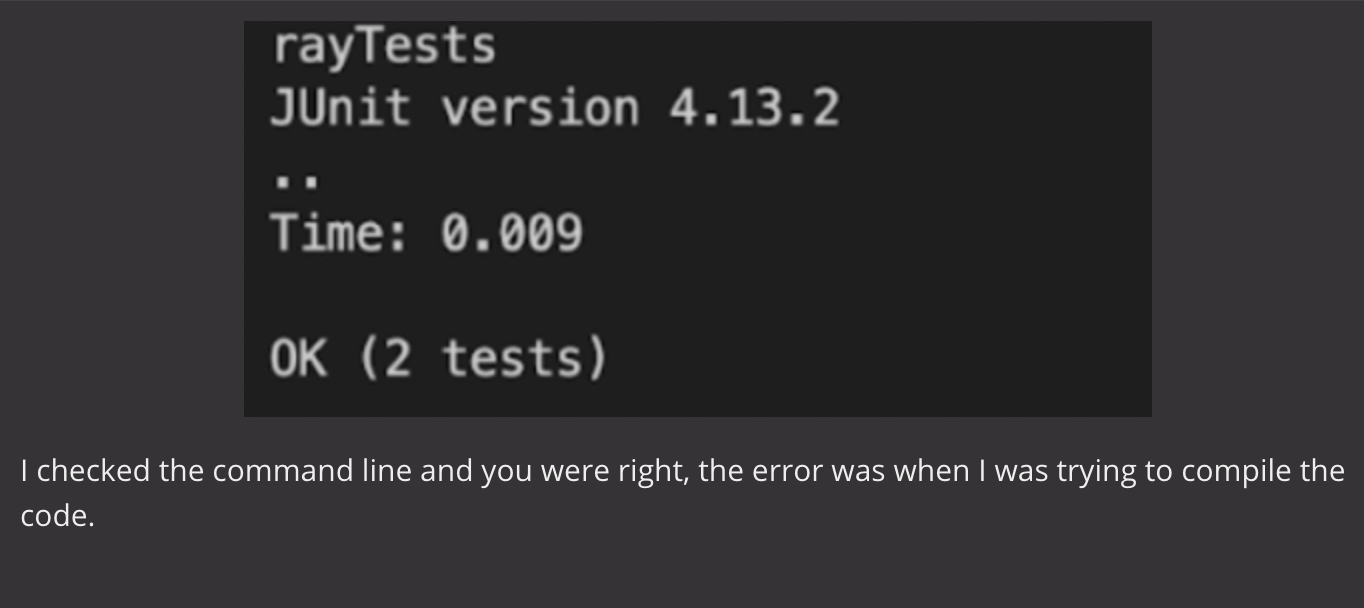 rayTests
JUnit version 4.13.2
..
Time: 0.009
OK (2 tests)
I checked the command line and you were right, the error was when I was trying to compile the
code.